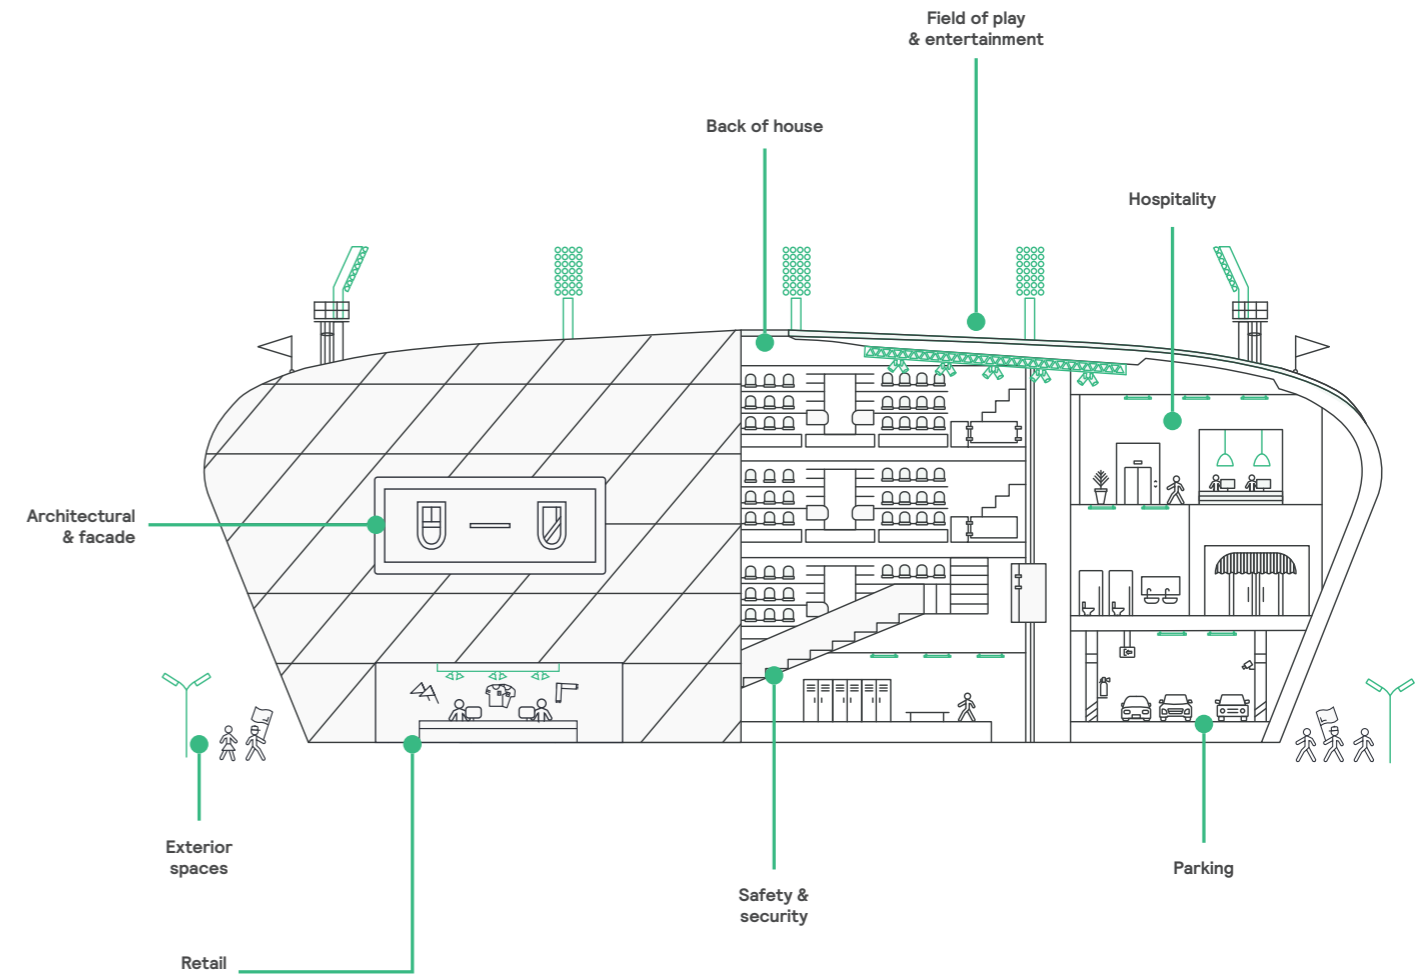 Field of play
& entertainment
Back of house
Hospitality
Architectural
& facade
Exterior
spaces
Parking
Safety &
security
Retail